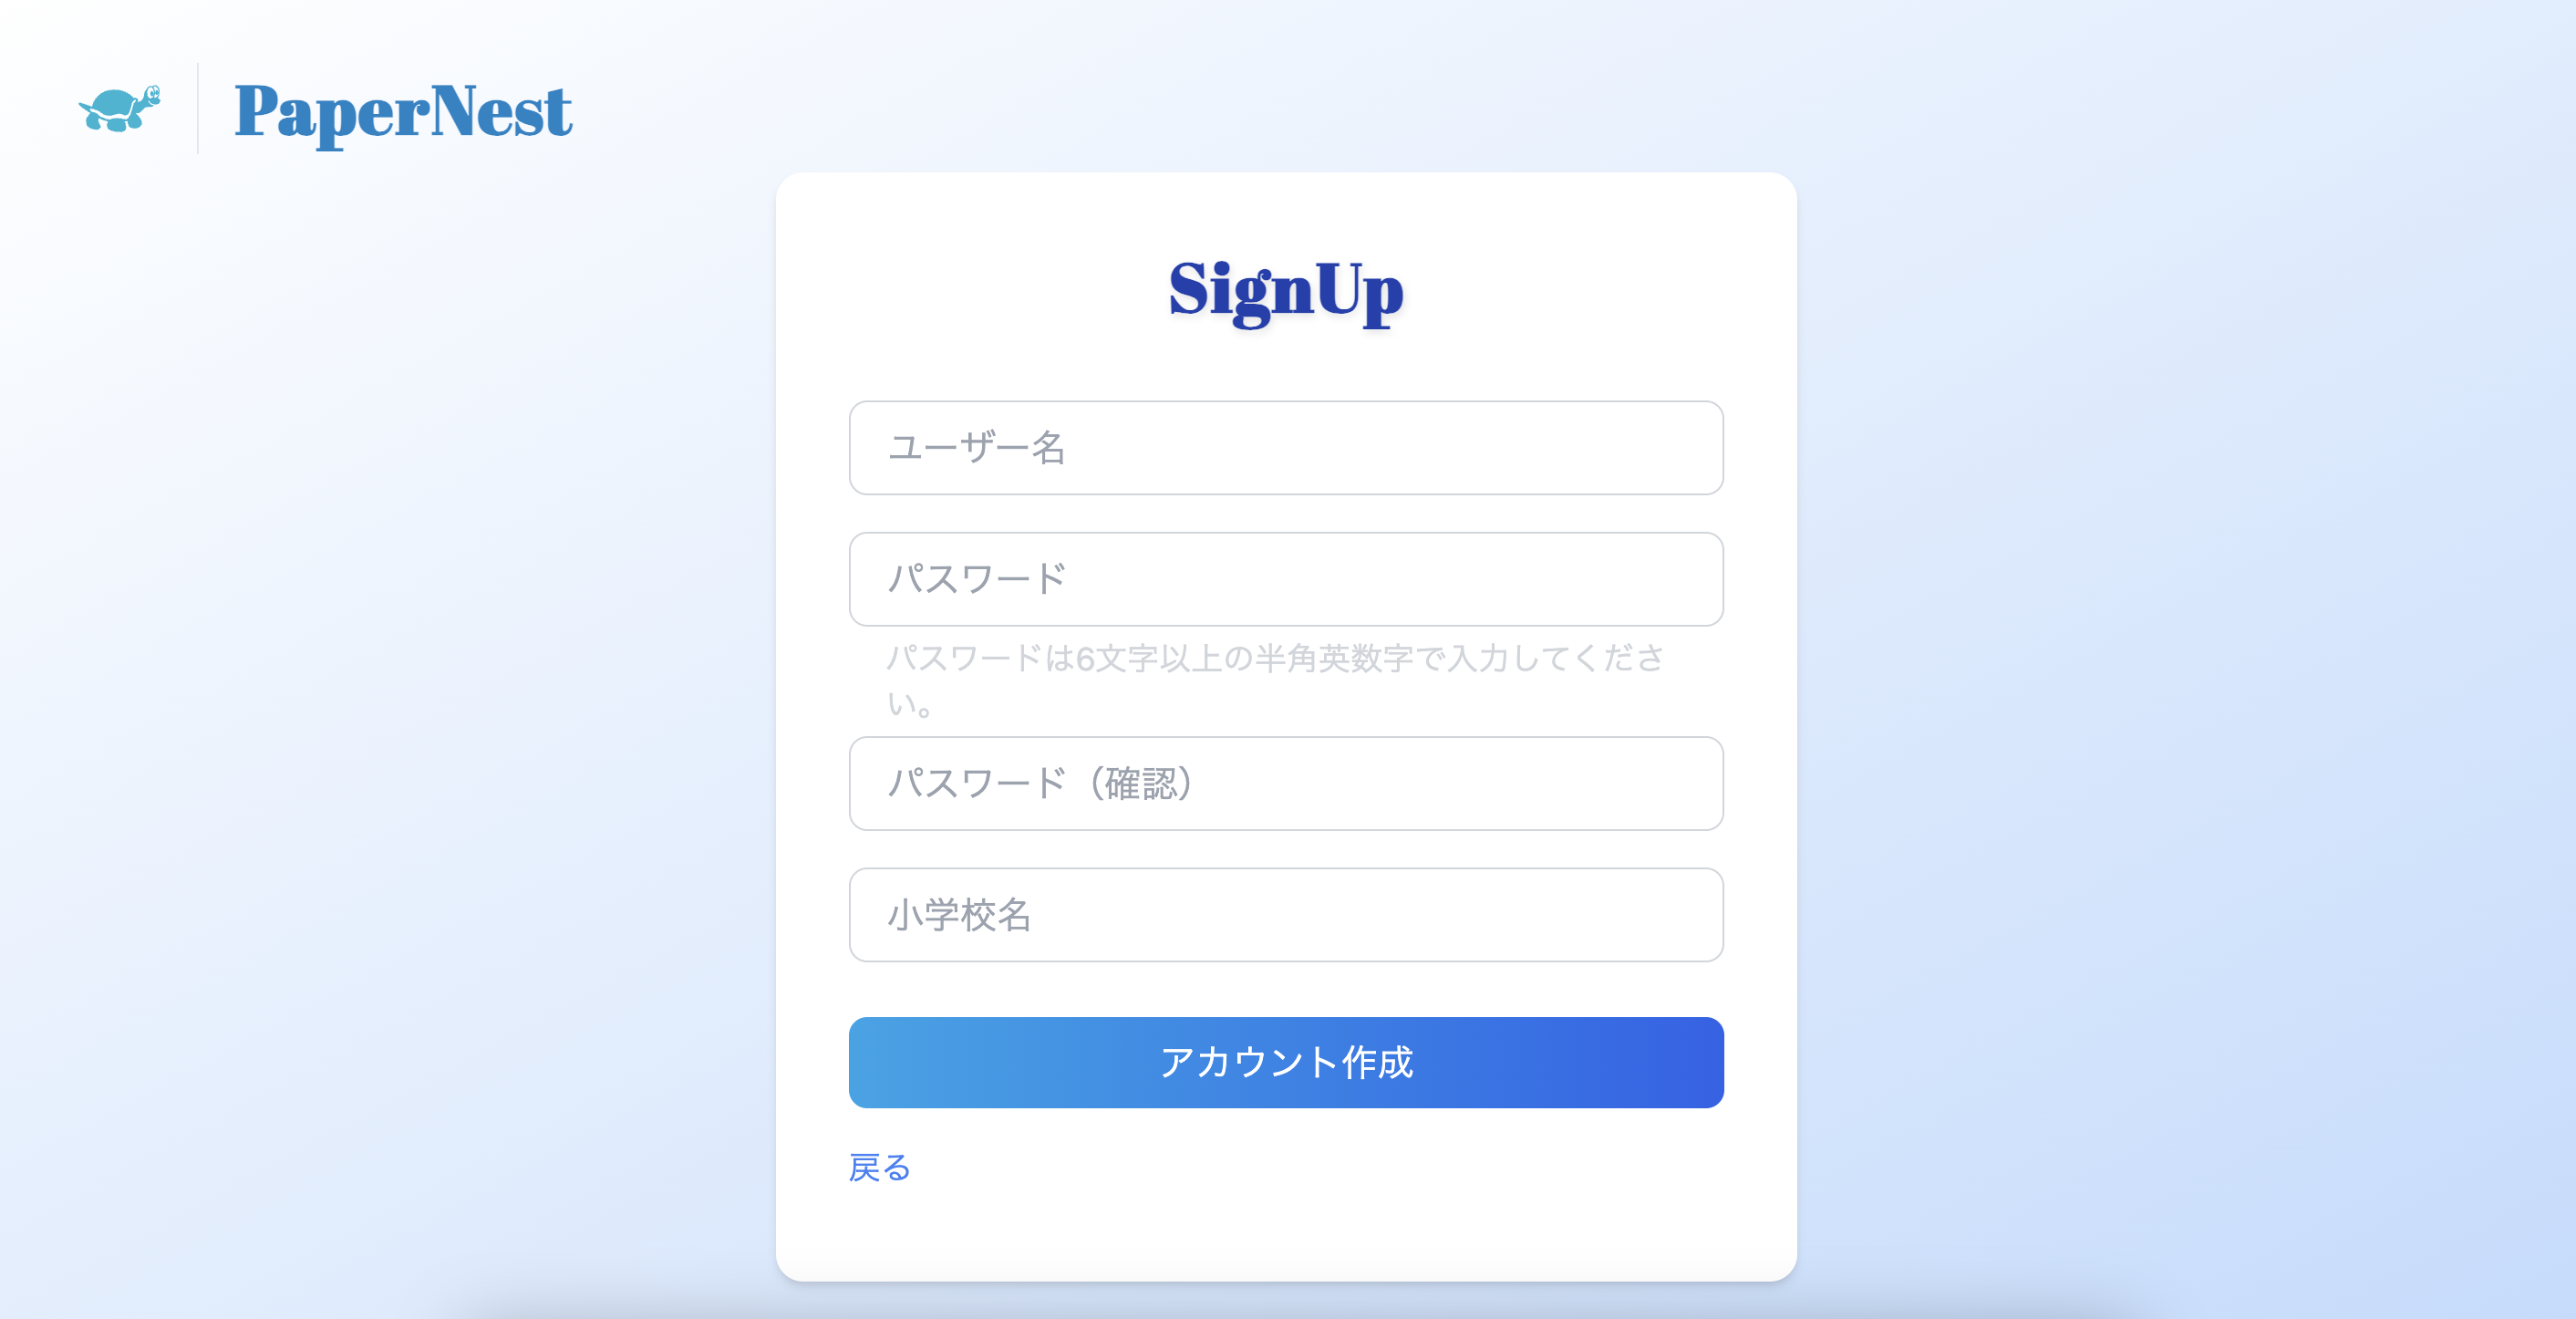 PaperNest
SignUp
ユーザー名
パスワード
パスワードは6文字以上の半角英数字で入力してくださ
い。
パスワード（確認）
小学校名
アカウント作成
戻る